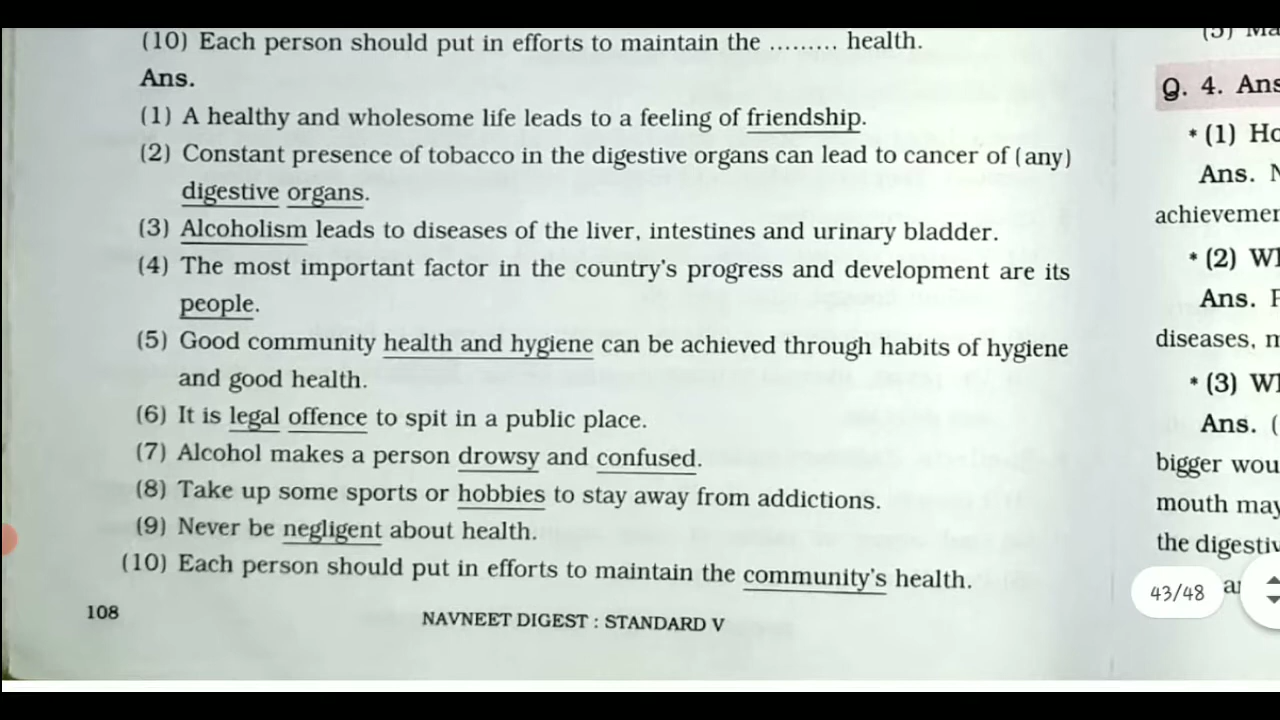 (10) Each person should put in efforts to maintain the ......... health.
Ans.
(1) A healthy and wholesome life leads to a feeling of friendship.
(2) Constant presence of tobacco in the digestive organs can lead to cancer of (any)
digestive organs.
(3) Alcoholism leads to diseases of the liver, intestines and urinary bladder.
(4) The most important factor in the country's progress and development are its
people.
(5) Good community health and hygiene can be achieved through habits of hygiene
and good health.
(6) It is legal offence to spit in a public place.
(7) Alcohol makes a person drowsy and confused.
(8) Take up some sports or hobbies to stay away from addictions.
(9) Never be negligent about health.
(10) Each person should put in efforts to maintain the community's health.
108
NAVNEET DIGEST : STANDARD V
Q. 4. Ans
* (1) Ho
Ans.
achievemen
* (2) Wh
Ans.
diseases, m
* (3) Wh
Ans. (
bigger wou
mouth may
the digestiv
43/48